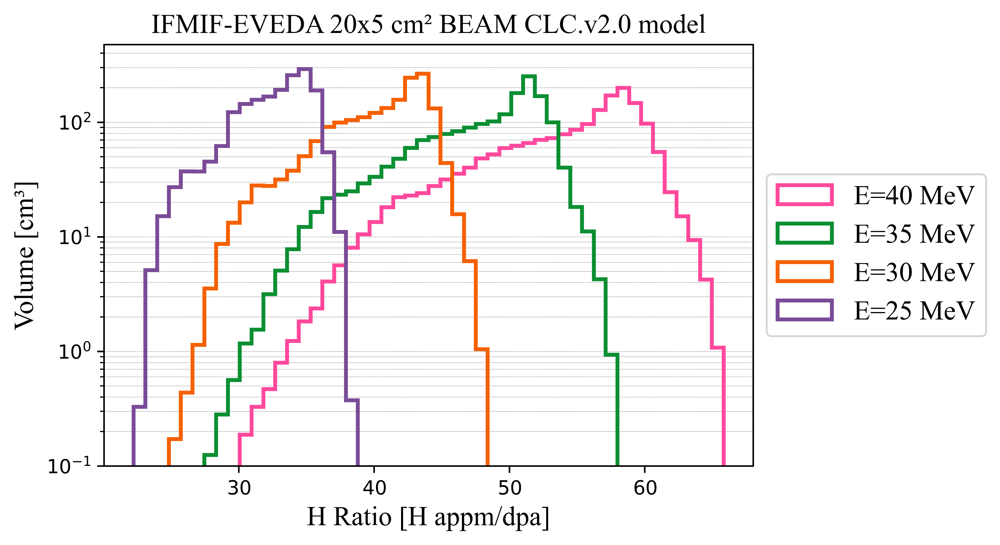 IFMIF-EVEDA 20x5 cm² BEAM CLC.v2.0 model
Volume [cm³]
10²
10¹
10⁰
10⁻¹
30 40 50 60
H Ratio [H appm/dpa]
E=40 MeV
E=35 MeV
E=30 MeV
E=25 MeV